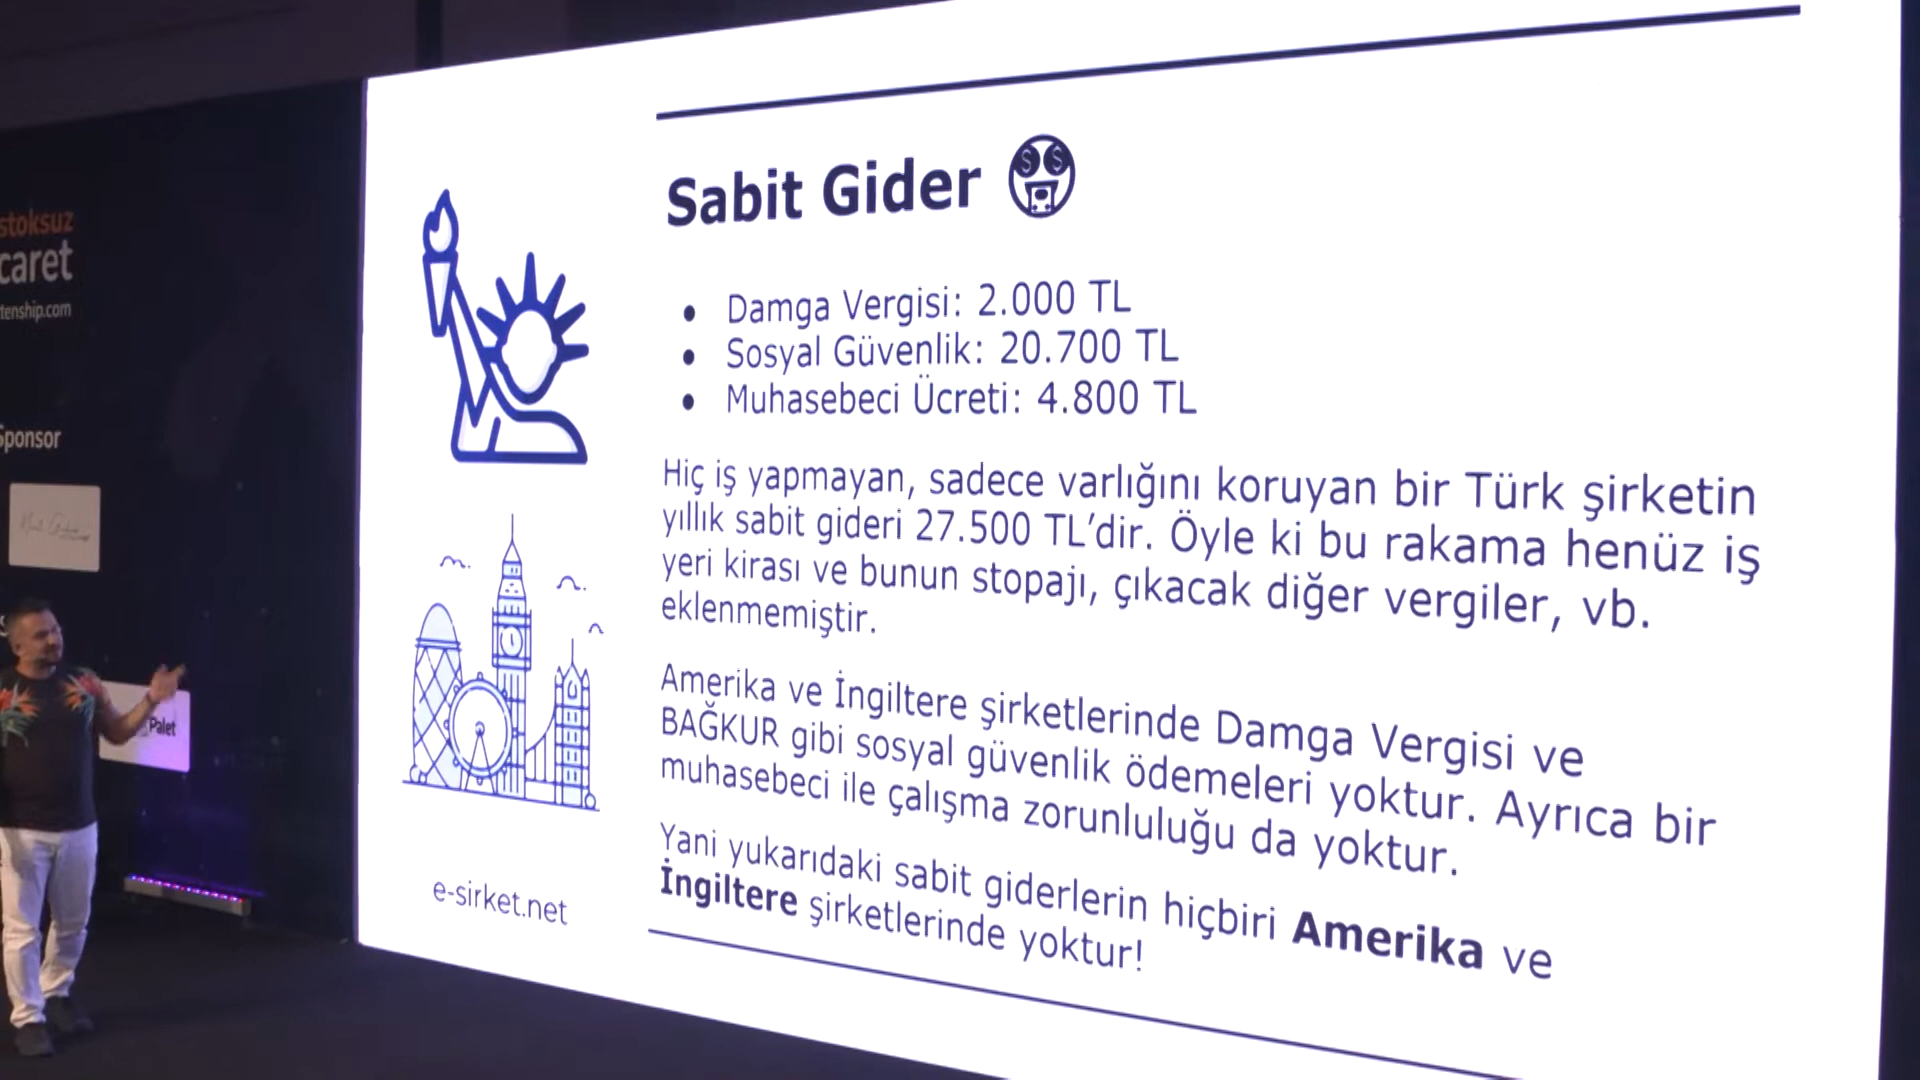 stoksuz
caret
tenship.com
Sponsor
Palet
Sabit Gider
Damga Vergisi: 2.000 TL
Sosyal Güvenlik: 20.700 TL
Muhasebeci Ücreti: 4.800 TL
Hiç iş yapmayan, sadece varlığını koruyan bir Türk şirketin
yıllık sabit gideri 27.500 TL’dir. Öyle ki bu rakama henüz iş
yeri kirası ve bunun stopajı, çıkacak diğer vergiler, vb.
eklenmemiştir.
Amerika ve İngiltere şirketlerinde Damga Vergisi ve
BAĞKUR gibi sosyal güvenlik ödemeleri yoktur. Ayrıca bir
muhasebeci ile çalışma zorunluluğu da yoktur.
Yani yukarıdaki sabit giderlerin hiçbiri Amerika ve
İngiltere şirketlerinde yoktur!
e-sirket.net